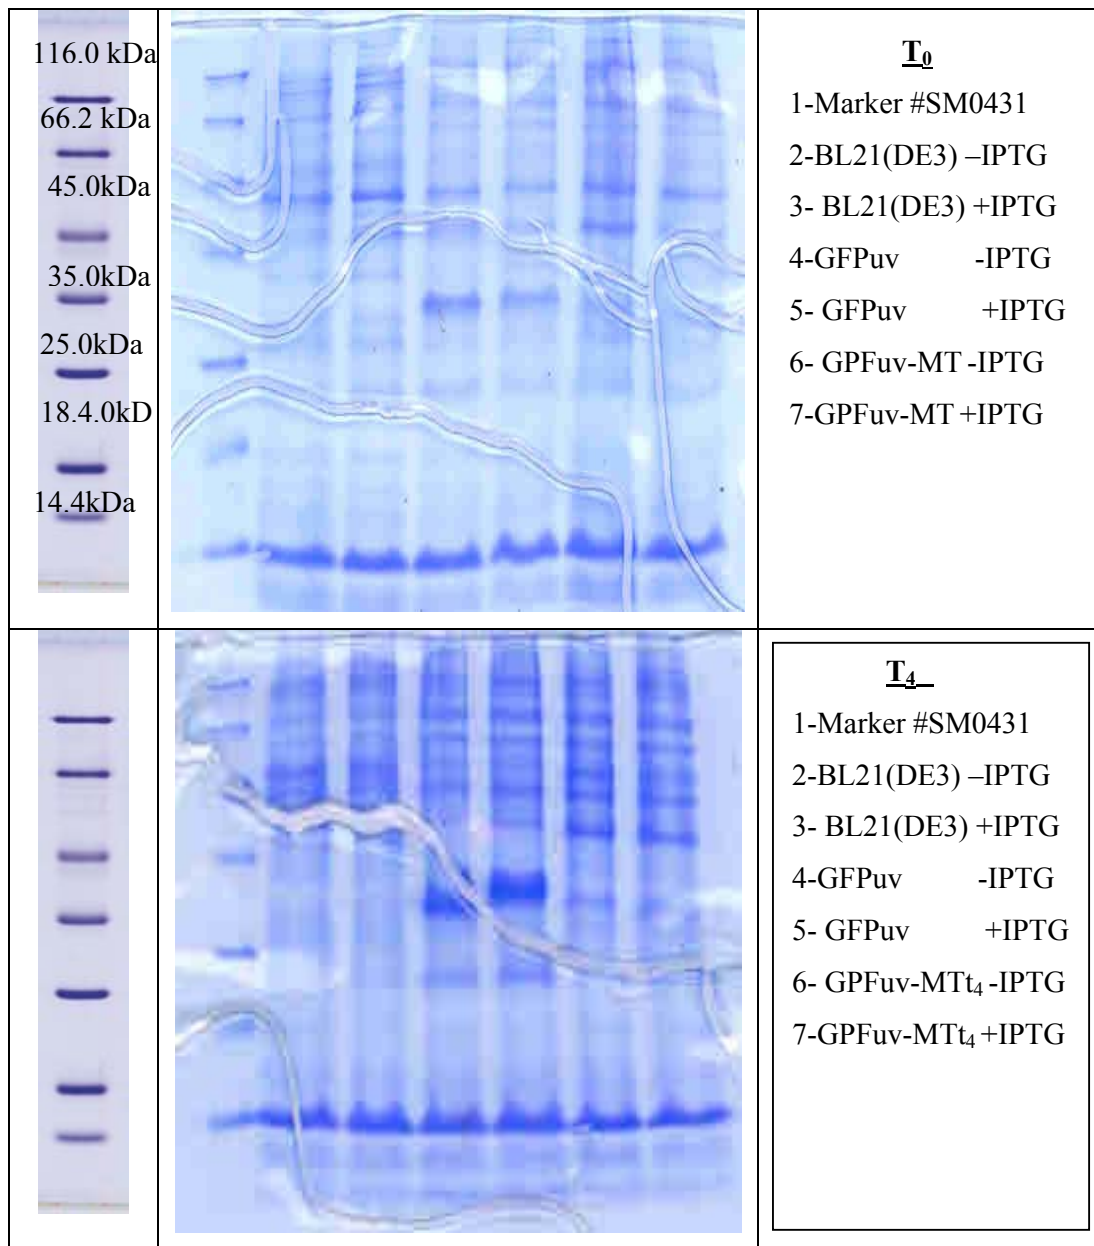 116.0 kDa
66.2 kDa
45.0kDa
35.0kDa
25.0kDa
18.4.0kD
14.4kDa
T₀
1-Marker #SM0431
2-BL21(DE3) –IPTG
3- BL21(DE3) +IPTG
4-GFPuv -IPTG
5- GFPuv +IPTG
6- GPFuv-MT -IPTG
7-GPFuv-MT +IPTG
T₄
1-Marker #SM0431
2-BL21(DE3) –IPTG
3- BL21(DE3) +IPTG
4-GFPuv -IPTG
5- GFPuv +IPTG
6- GPFuv-MTt₄ -IPTG
7-GPFuv-MTt₄ +IPTG